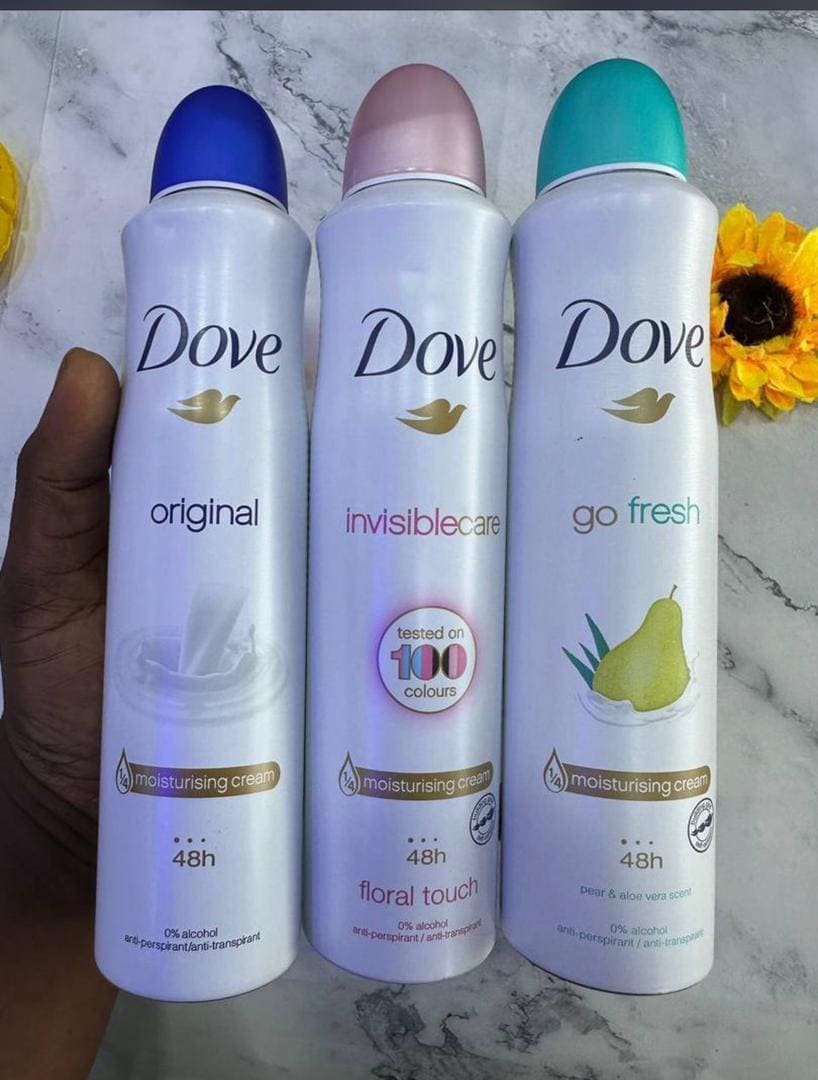 Dove
original
1/4 moisturising cream
48h
0% alcohol
anti-perspirant/anti-transpirant
Dove
invisiblecare
tested on
100
colours
1/4 moisturising cream
48h
floral touch
0% alcohol
anti-perspirant / anti-transpirant
Dove
go fresh
1/4 moisturising cream
48h
pear & aloe vera scent
0% alcohol
anti-perspirant / anti-transpirant